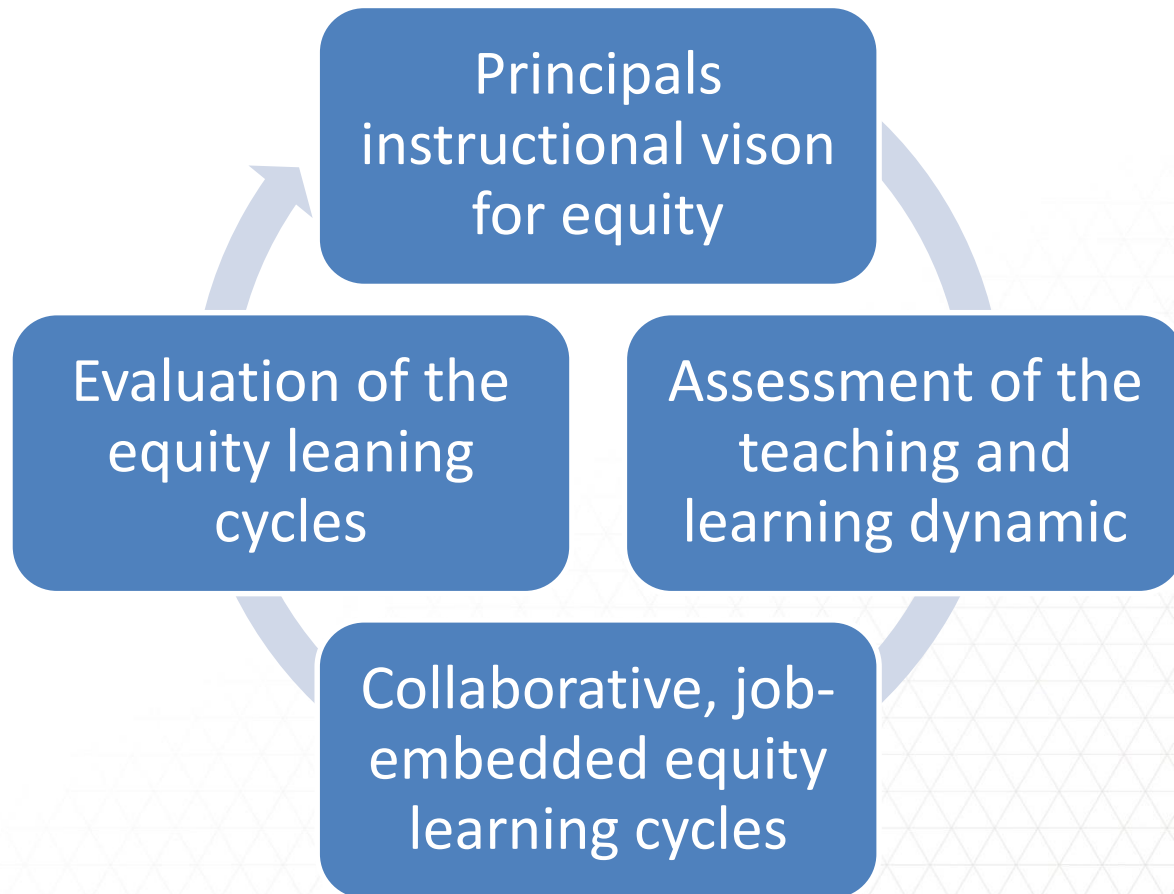 Principals
instructional vison
for equity
Assessment of the
teaching and
learning dynamic
Collaborative, job-
embedded equity
learning cycles
Evaluation of the
equity leaning
cycles